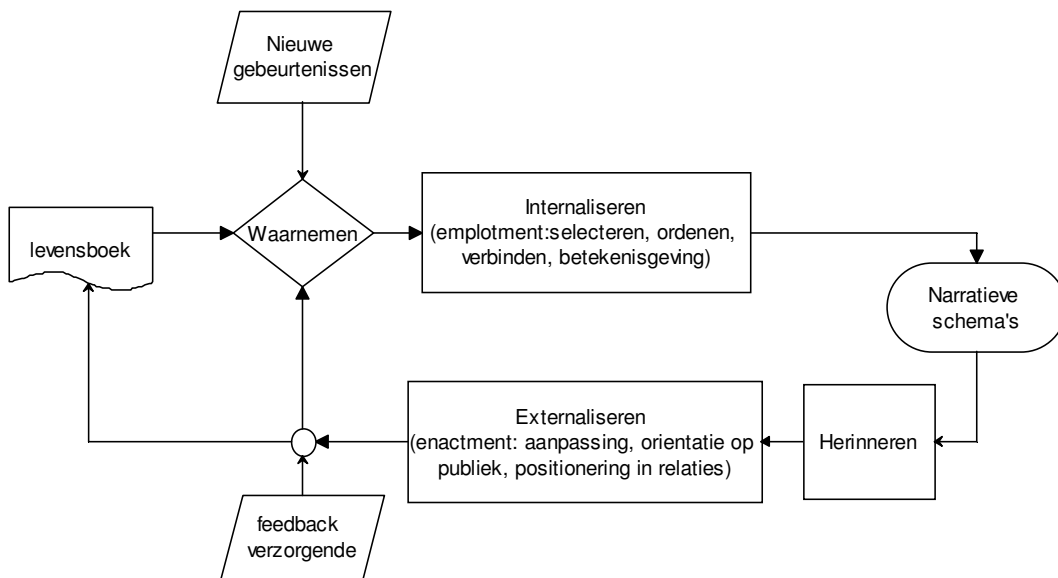 Nieuwe
gebeurtenissen
levensboek
Waarnemen
Internaliseren
(emplotment:selecteren, ordenen,
verbinden, betekenisgeving)
Narratieve
schema's
Externaliseren
(enactment: aanpassing, orientatie op
publiek, positionering in relaties)
Herinneren
feedback
verzorgende